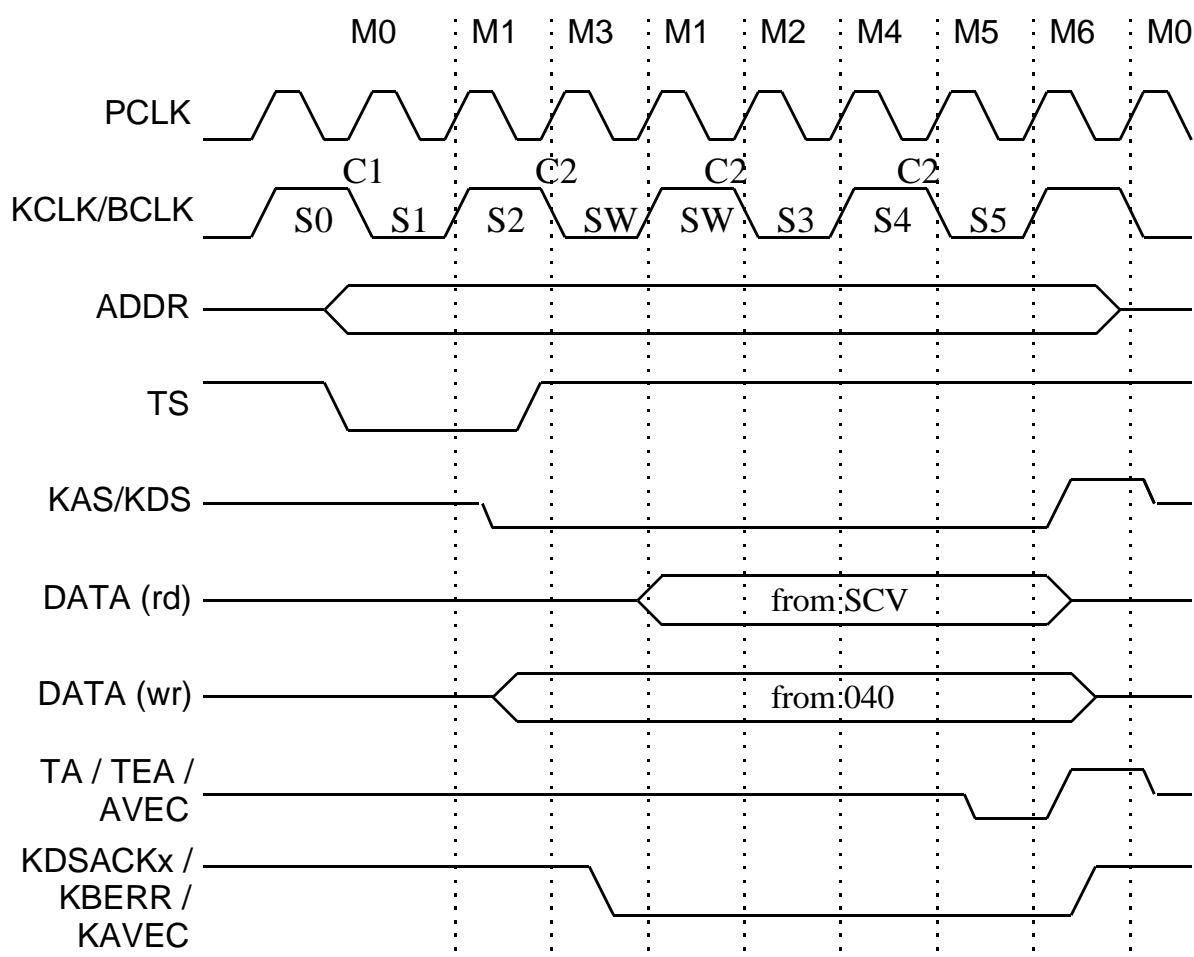 M0 M1 M3 M1 M2 M4 M5 M6 M0
PCLK
C1 C2 C2 C2
KCLK/BCLK
S0 S1 S2 SW SW S3 S4 S5
ADDR
TS
KAS/KDS
DATA (rd)
from SCV
DATA (wr)
from 040
TA / TEA /
AVEC
KDSACKx /
KBERR /
KAVEC